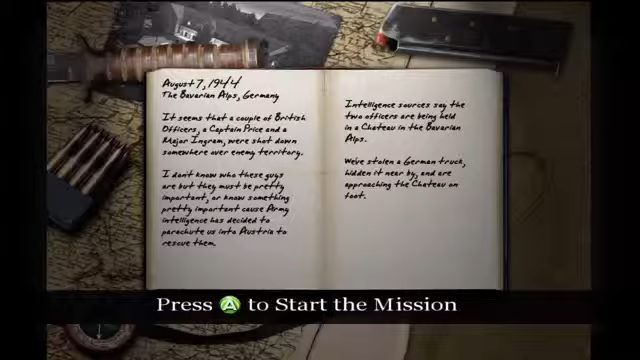 August 7, 1944
The Bavarian Alps, Germany
It seems that a couple of British
Officers, a Captain Price and a
Major Ingram, were shot down
somewhere over enemy territory.
I don't know who these guys
are but they must be pretty
important, or know something
pretty important cause Army
intelligence has decided to
parachute us into Austria to
rescue them.
Intelligence sources say the
two officers are being held
in a Chateau in the Bavarian
Alps.
We've stolen a German truck,
hidden it near by, and are
approaching the Chateau on
foot.
Press A to Start the Mission